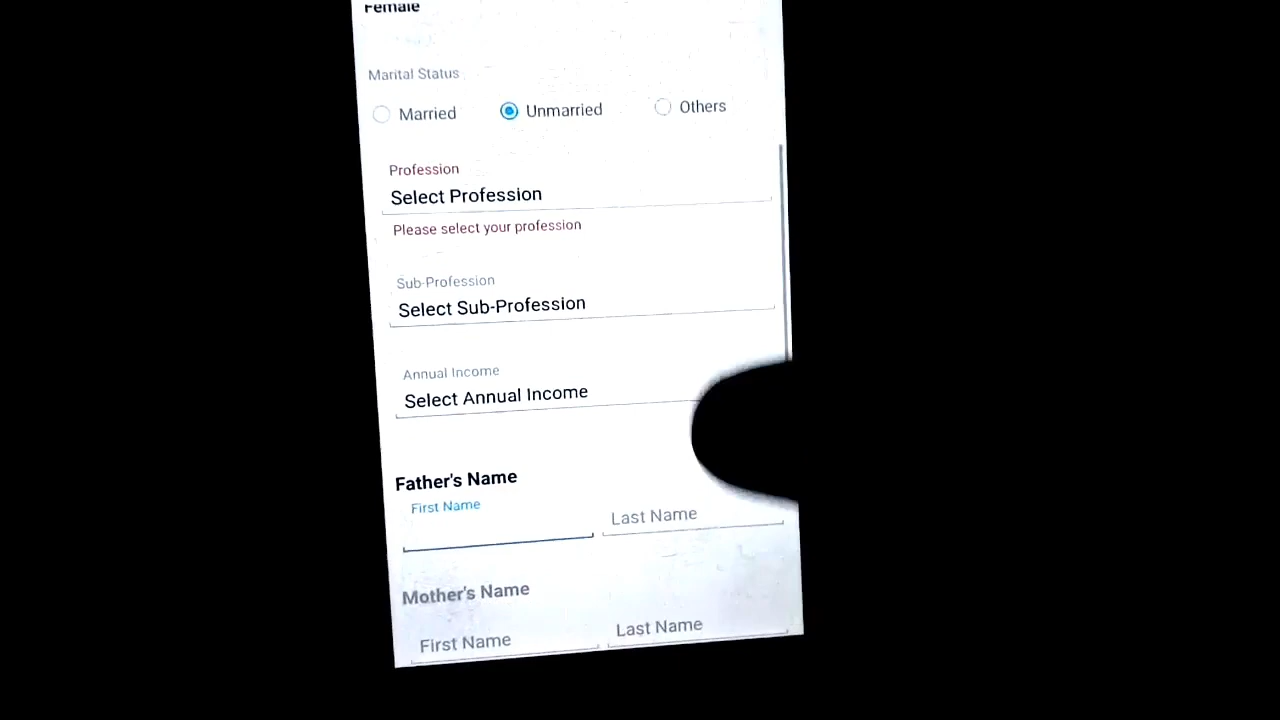 Female
Marital Status
Married Unmarried Others
Profession
Select Profession
Please select your profession
Sub-Profession
Select Sub-Profession
Annual Income
Select Annual Income
Father's Name
First Name
Last Name
Mother's Name
First Name
Last Name